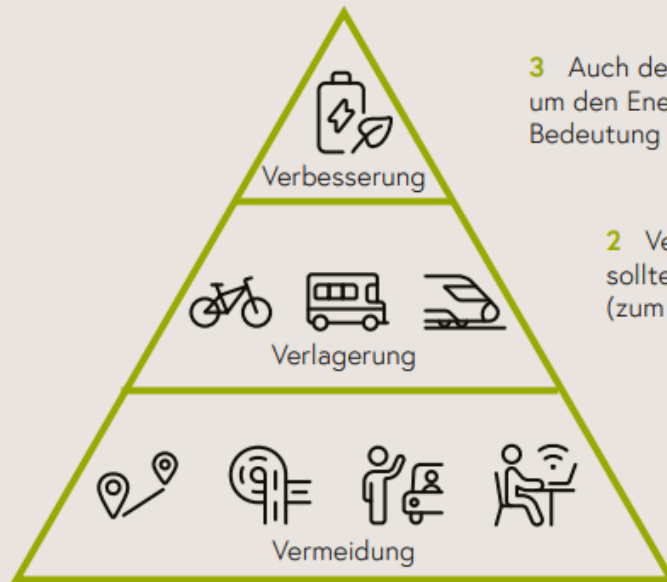 3 Auch de
um den Ene
Bedeutung
Verbesserung
2 Ve
sollte
(zum
Verlagerung
Vermeidung